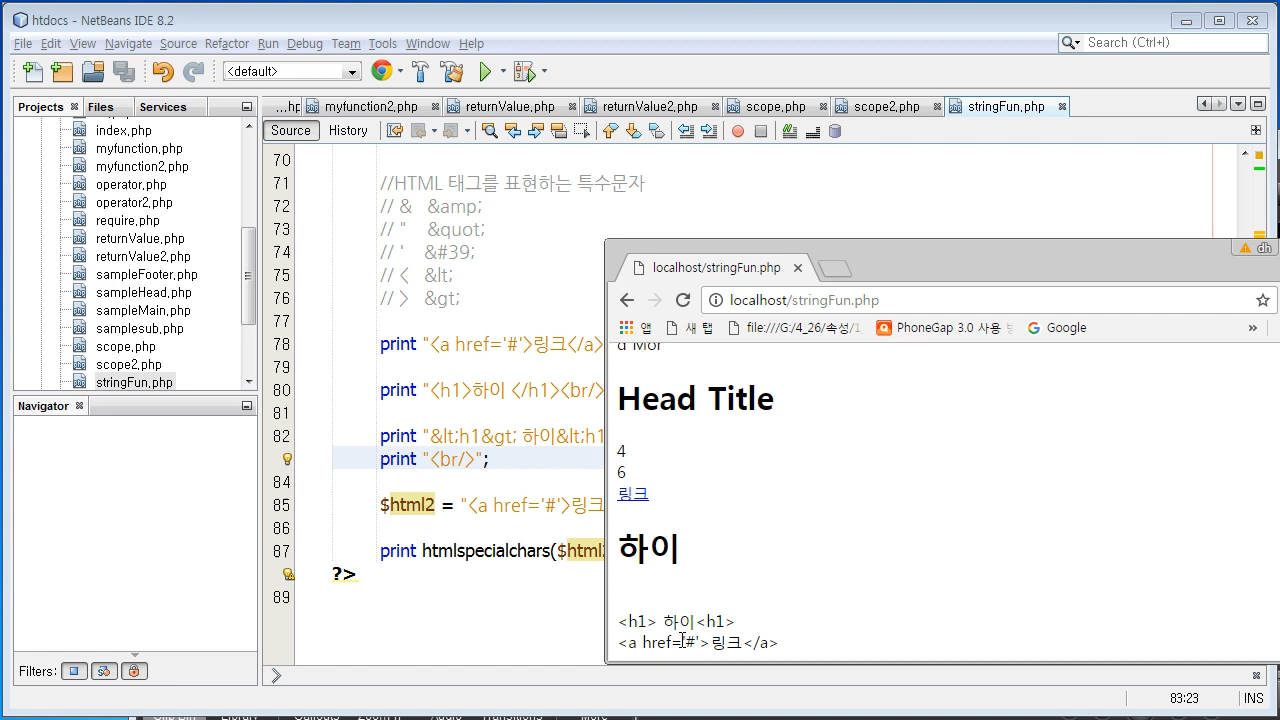 htdocs - NetBeans IDE 8.2
File Edit View Navigate Source Refactor Run Debug Team Tools Window Help
Search (Ctrl+I)
<default>
Projects Files Services
...hp myfunction2.php returnValue.php returnValue2.php scope.php scope2.php stringFun.php
Source History
index.php
myfunction.php
myfunction2.php
operator.php
operator2.php
require.php
returnValue.php
returnValue2.php
sampleFooter.php
sampleHead.php
sampleMain.php
samplesub.php
scope.php
scope2.php
stringFun.php
Navigator
Filters:
70
71 //HTML 태그를 표현하는 특수문자
72 // & &amp;
73 // " &quot;
74 // ' &#39;
75 // < &lt;
76 // > &gt;
77
78 print "<a href='#'>링크</a>
79
80 print "<h1>하이 </h1><br/>
81
82 print "&lt;h1&gt; 하이&lt;h1
print "<br/>";
84
85 $html2 = "<a href='#'>링크
86
87 print htmlspecialchars($html2
?>
89
dh
localhost/stringFun.php
localhost/stringFun.php
앱 새 탭 file:///G:/4_26/속성/1 PhoneGap 3.0 사용 Google »
d Mor
Head Title
4
6
링크
하이
<h1> 하이<h1>
<a href='#'>링크</a>
83:23 INS